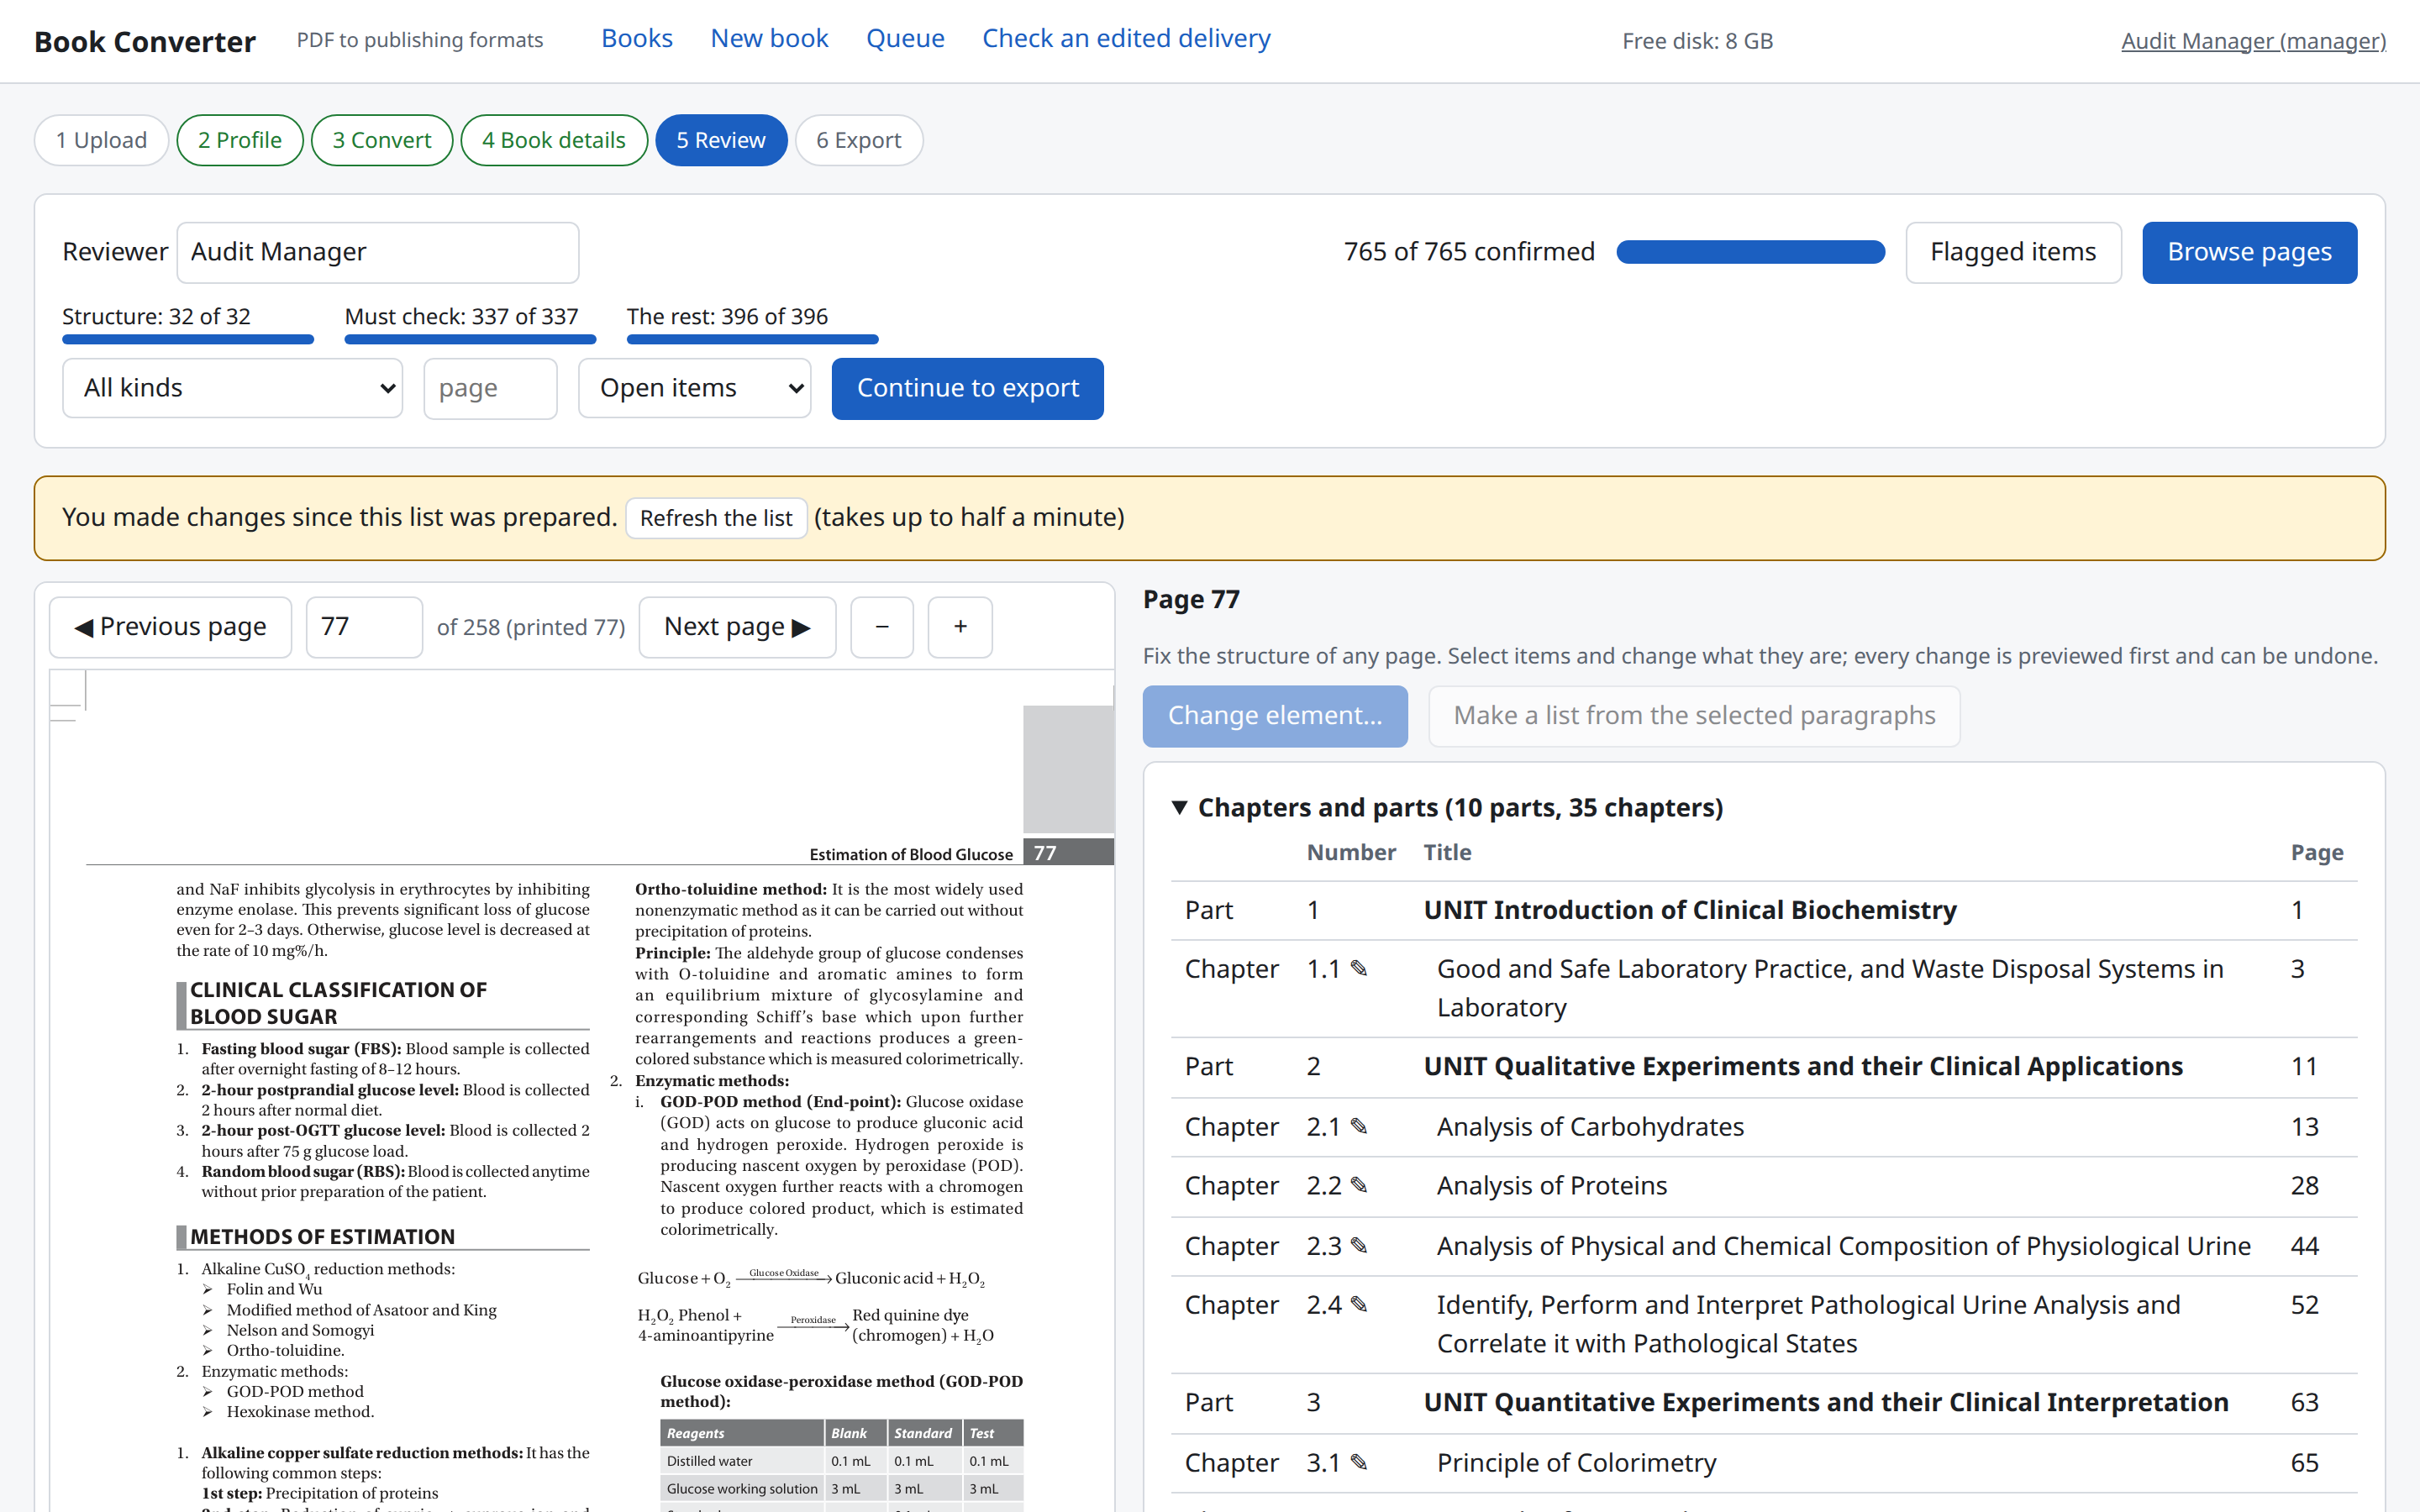 Book Converter PDF to publishing formats Books New book Queue Check an edited delivery Free disk: 8 GB Audit Manager (manager)
1 Upload 2 Profile 3 Convert 4 Book details 5 Review 6 Export
Reviewer Audit Manager 765 of 765 confirmed Flagged items Browse pages
Structure: 32 of 32 Must check: 337 of 337 The rest: 396 of 396
All kinds page Open items Continue to export
You made changes since this list was prepared. Refresh the list (takes up to half a minute)
◀ Previous page 77 of 258 (printed 77) Next page ▶ − +
Estimation of Blood Glucose 77
and NaF inhibits glycolysis in erythrocytes by inhibiting
enzyme enolase. This prevents significant loss of glucose
even for 2–3 days. Otherwise, glucose level is decreased at
the rate of 10 mg%/h.
CLINICAL CLASSIFICATION OF
BLOOD SUGAR
1. Fasting blood sugar (FBS): Blood sample is collected
after overnight fasting of 8–12 hours.
2. 2-hour postprandial glucose level: Blood is collected
2 hours after normal diet.
3. 2-hour post-OGTT glucose level: Blood is collected 2
hours after 75 g glucose load.
4. Random blood sugar (RBS): Blood is collected anytime
without prior preparation of the patient.
METHODS OF ESTIMATION
1. Alkaline CuSO4 reduction methods:
➢ Folin and Wu
➢ Modified method of Asatoor and King
➢ Nelson and Somogyi
➢ Ortho-toluidine.
2. Enzymatic methods:
➢ GOD-POD method
➢ Hexokinase method.
1. Alkaline copper sulfate reduction methods: It has the
following common steps:
1st step: Precipitation of proteins
Ortho-toluidine method: It is the most widely used
nonenzymatic method as it can be carried out without
precipitation of proteins.
Principle: The aldehyde group of glucose condenses
with O-toluidine and aromatic amines to form
an equilibrium mixture of glycosylamine and
corresponding Schiff's base which upon further
rearrangements and reactions produces a green-
colored substance which is measured colorimetrically.
2. Enzymatic methods:
i. GOD-POD method (End-point): Glucose oxidase
(GOD) acts on glucose to produce gluconic acid
and hydrogen peroxide. Hydrogen peroxide is
producing nascent oxygen by peroxidase (POD).
Nascent oxygen further reacts with a chromogen
to produce colored product, which is estimated
colorimetrically.
Glucose + O2 Glucose Oxidase → Gluconic acid + H2O2
H2O2 Phenol + Peroxidase → Red quinine dye
4-aminoantipyrine (chromogen) + H2O
Glucose oxidase-peroxidase method (GOD-POD
method):
Reagents Blank Standard Test
Distilled water 0.1 mL 0.1 mL 0.1 mL
Glucose working solution 3 mL 3 mL 3 mL
Page 77
Fix the structure of any page. Select items and change what they are; every change is previewed first and can be undone.
Change element... Make a list from the selected paragraphs
▼ Chapters and parts (10 parts, 35 chapters)
Number Title Page
Part 1 UNIT Introduction of Clinical Biochemistry 1
Chapter 1.1 ✎ Good and Safe Laboratory Practice, and Waste Disposal Systems in 3
Laboratory
Part 2 UNIT Qualitative Experiments and their Clinical Applications 11
Chapter 2.1 ✎ Analysis of Carbohydrates 13
Chapter 2.2 ✎ Analysis of Proteins 28
Chapter 2.3 ✎ Analysis of Physical and Chemical Composition of Physiological Urine 44
Chapter 2.4 ✎ Identify, Perform and Interpret Pathological Urine Analysis and 52
Correlate it with Pathological States
Part 3 UNIT Quantitative Experiments and their Clinical Interpretation 63
Chapter 3.1 ✎ Principle of Colorimetry 65